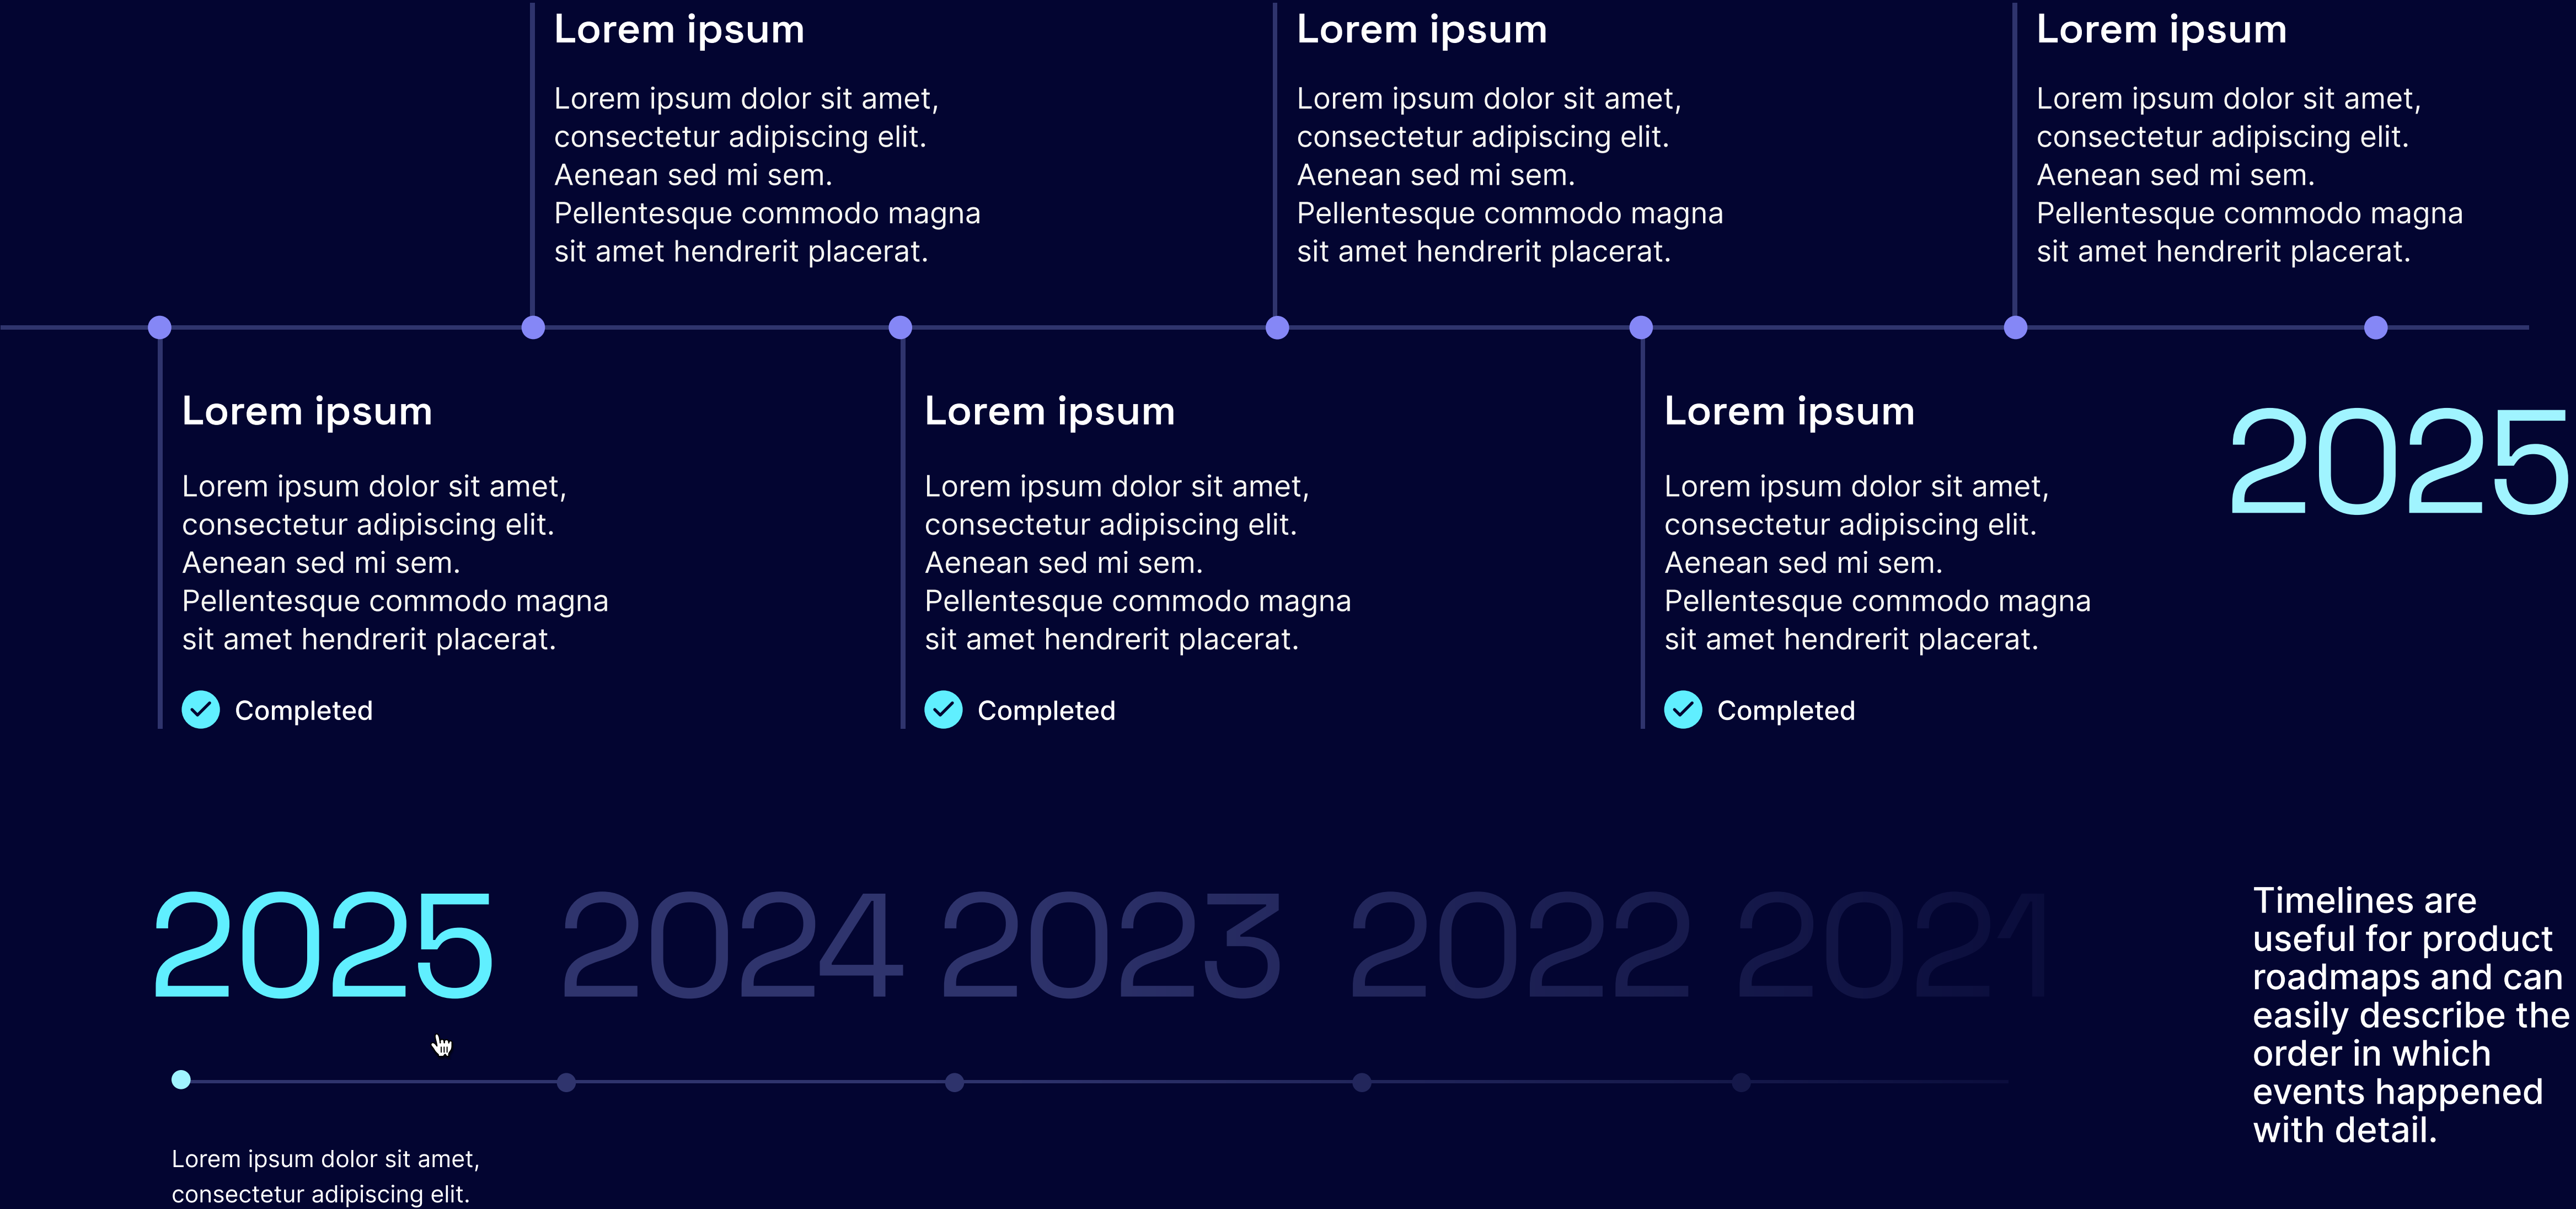 Lorem ipsum
Lorem ipsum dolor sit amet,
consectetur adipiscing elit.
Aenean sed mi sem.
Pellentesque commodo magna
sit amet hendrerit placerat.
Lorem ipsum
Lorem ipsum dolor sit amet,
consectetur adipiscing elit.
Aenean sed mi sem.
Pellentesque commodo magna
sit amet hendrerit placerat.
Lorem ipsum
Lorem ipsum dolor sit amet,
consectetur adipiscing elit.
Aenean sed mi sem.
Pellentesque commodo magna
sit amet hendrerit placerat.
Lorem ipsum
Lorem ipsum dolor sit amet,
consectetur adipiscing elit.
Aenean sed mi sem.
Pellentesque commodo magna
sit amet hendrerit placerat.
Completed
Lorem ipsum
Lorem ipsum dolor sit amet,
consectetur adipiscing elit.
Aenean sed mi sem.
Pellentesque commodo magna
sit amet hendrerit placerat.
Completed
Lorem ipsum
Lorem ipsum dolor sit amet,
consectetur adipiscing elit.
Aenean sed mi sem.
Pellentesque commodo magna
sit amet hendrerit placerat.
Completed
2025
2025 2024 2023 2022 2021
Lorem ipsum dolor sit amet,
consectetur adipiscing elit.
Timelines are
useful for product
roadmaps and can
easily describe the
order in which
events happened
with detail.